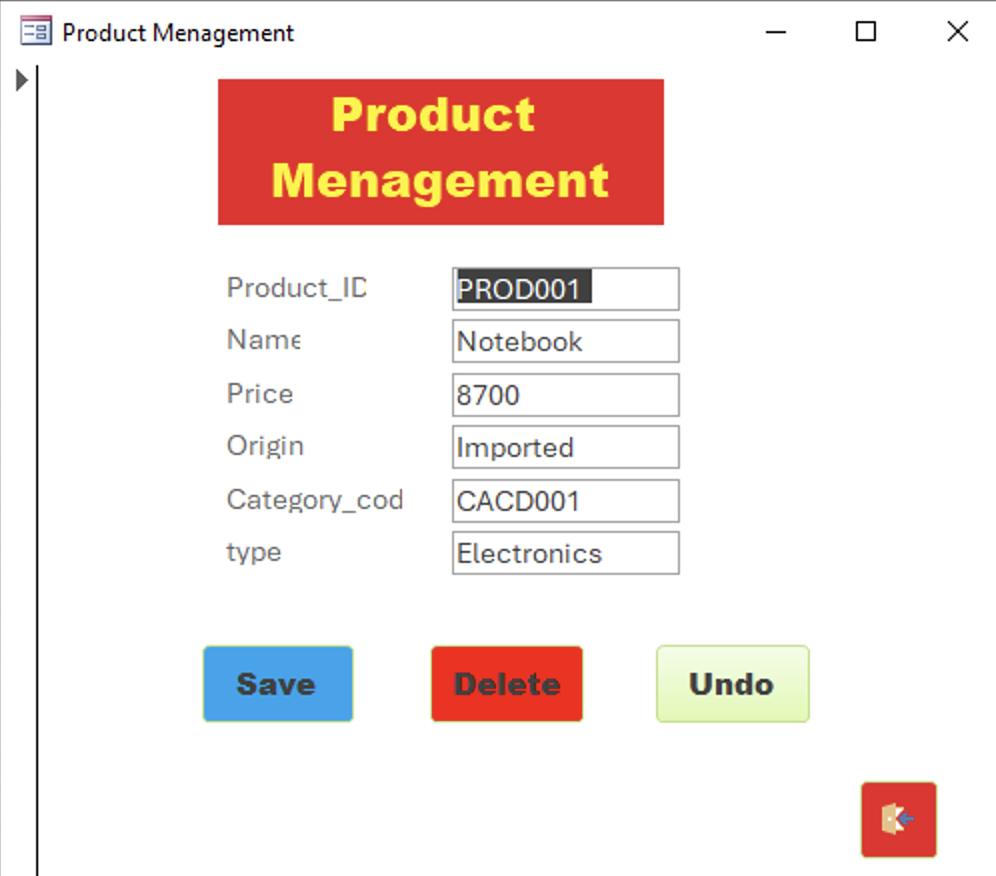 Product Menagement
Product
Menagement
Product_ID PROD001
Name Notebook
Price 8700
Origin Imported
Category_cod CACD001
type Electronics
Save Delete Undo